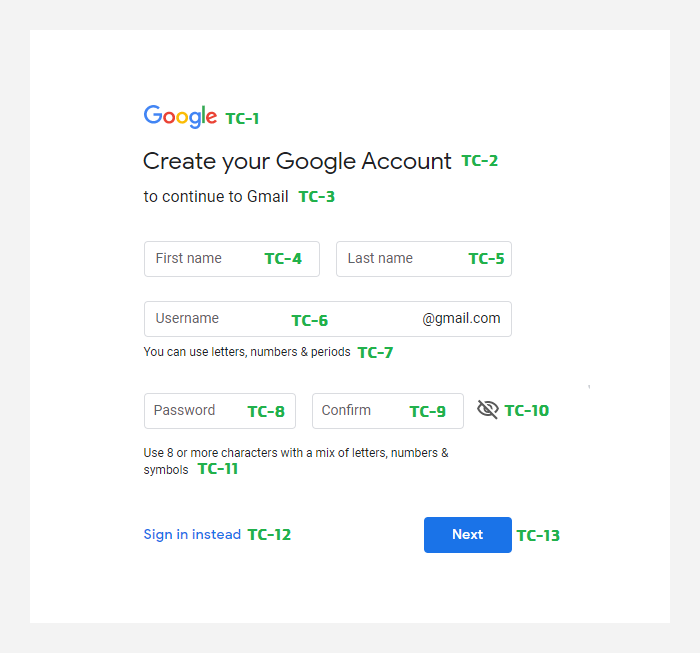 Google TC-1
Create your Google Account TC-2
to continue to Gmail TC-3
First name TC-4 Last name TC-5
Username TC-6 @gmail.com
You can use letters, numbers & periods TC-7
Password TC-8 Confirm TC-9 TC-10
Use 8 or more characters with a mix of letters, numbers &
symbols TC-11
Sign in instead TC-12 Next TC-13